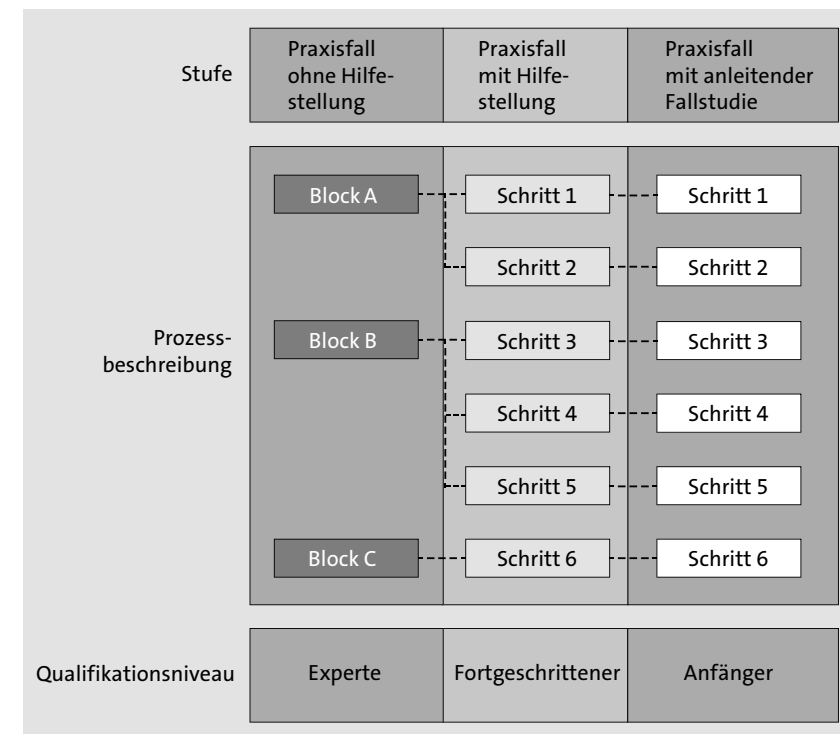 Stufe
Praxisfall
ohne Hilfe-
stellung
Praxisfall
mit Hilfe-
stellung
Praxisfall
mit anleitender
Fallstudie
Prozess-
beschreibung
Block A
Schritt 1
Schritt 1
Schritt 2
Schritt 2
Block B
Schritt 3
Schritt 3
Schritt 4
Schritt 4
Schritt 5
Schritt 5
Block C
Schritt 6
Schritt 6
Qualifikationsniveau
Experte
Fortgeschrittener
Anfänger